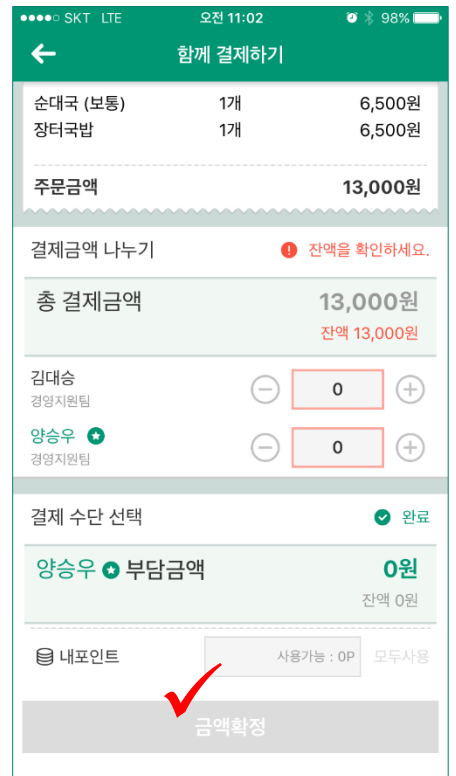 SKT LTE 오전 11:02 98%
함께 결제하기
순대국 (보통) 1개 6,500원
장터국밥 1개 6,500원
주문금액 13,000원
결제금액 나누기 잔액을 확인하세요.
총 결제금액 13,000원
잔액 13,000원
김대승 0
경영지원팀
양승우 0
경영지원팀
결제 수단 선택 완료
양승우 부담금액 0원
잔액 0원
내포인트 사용가능 : 0P 모두사용
금액확정